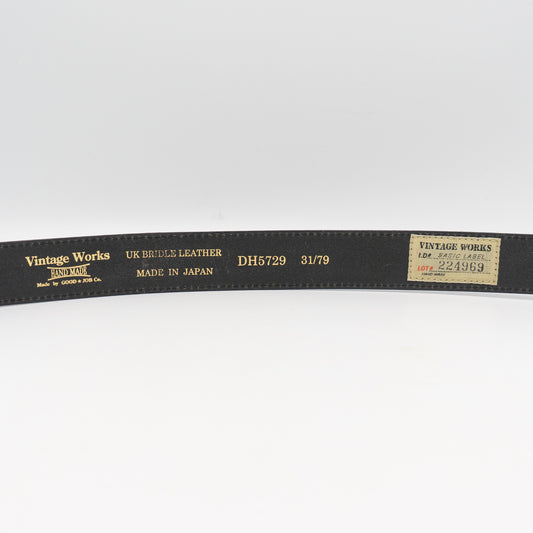 Vintage Works
HAND MADE
Made by GOOD & JOB Co.
UK BRIDLE LEATHER
MADE IN JAPAN
DH5729 31/79
VINTAGE WORKS
I.D# BASIC LABEL
LOT# 224969